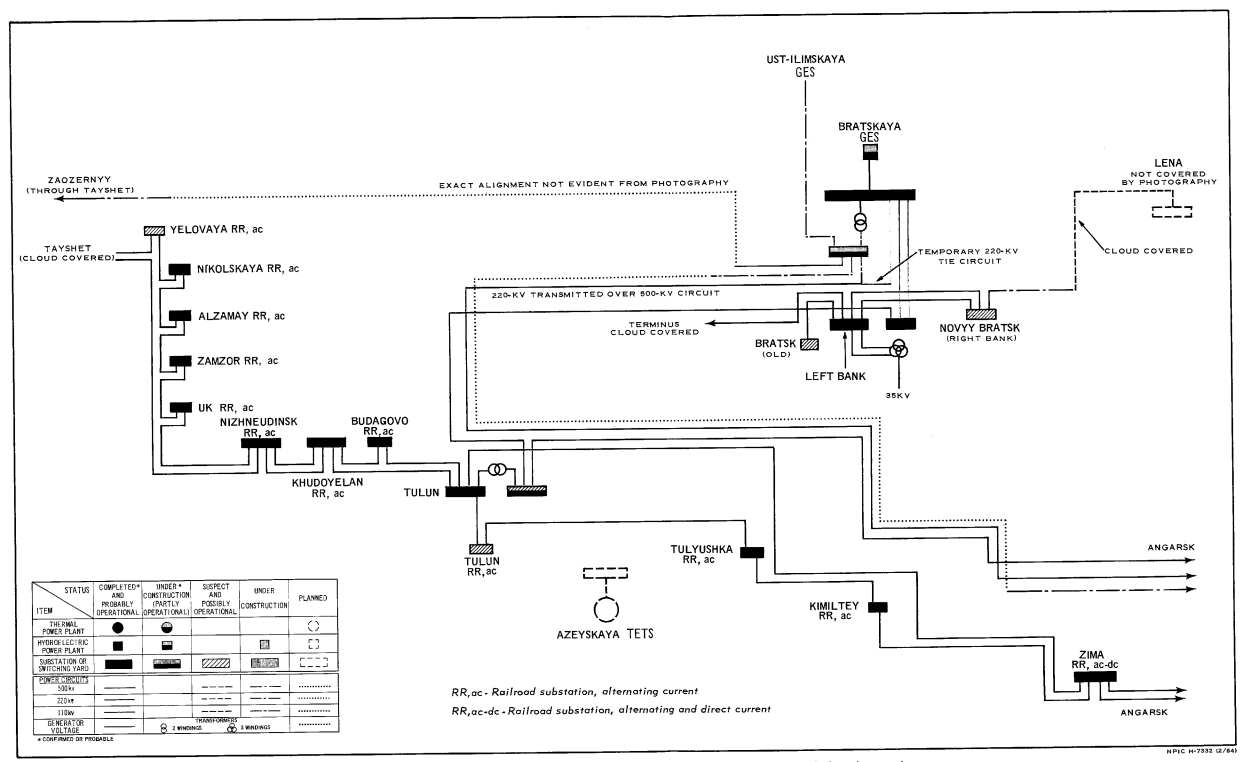 UST-ILIMSKAYA
GES
BRATSKAYA
GES
LENA
NOT COVERED
BY PHOTOGRAPHY
ZAOZERNYY
(THROUGH TAYSHET)
EXACT ALIGNMENT NOT EVIDENT FROM PHOTOGRAPHY
YELOVAYA RR, ac
TAYSHET
(CLOUD COVERED)
CLOUD COVERED
TEMPORARY 220-KV
TIE CIRCUIT
NIKOLSKAYA RR, ac
220-KV TRANSMITTED OVER 500-KV CIRCUIT
ALZAMAY RR, ac
TERMINUS
CLOUD COVERED
NOVYY BRATSK
(RIGHT BANK)
BRATSK
(OLD)
ZAMZOR RR, ac
LEFT BANK
35KV
UK RR, ac
NIZHNEUDINSK
RR, ac
BUDAGOVO
RR, ac
KHUDOYELAN
RR, ac
TULUN
TULUN
RR, ac
TULYUSHKA
RR, ac
ANGARSK
AZEYSKAYA TETS
KIMILTEY
RR, ac
ZIMA
RR, ac-dc
ANGARSK
STATUS
ITEM
COMPLETED*
AND
PROBABLY
OPERATIONAL
UNDER*
CONSTRUCTION
(PARTLY
OPERATIONAL)
SUSPECT
AND
POSSIBLY
OPERATIONAL
UNDER
CONSTRUCTION
PLANNED
THERMAL
POWER PLANT
HYDROELECTRIC
POWER PLANT
SUBSTATION OR
SWITCHING YARD
POWER CIRCUITS
500kv
220kv
110kv
GENERATOR
VOLTAGE
TRANSFORMERS
2 WINDINGS
3 WINDINGS
* CONFIRMED OR PROBABLE
RR,ac - Railroad substation, alternating current
RR,ac-dc - Railroad substation, alternating and direct current
NPIC H-7332 (2/64)